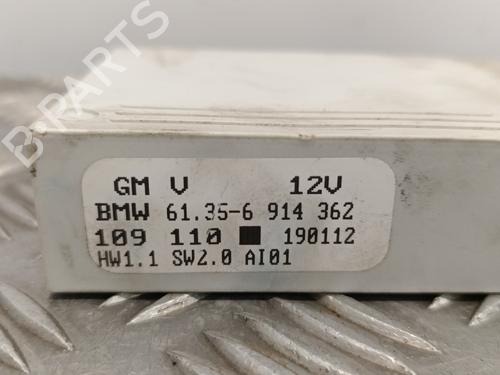 B-PARTS
GM V 12V
BMW 61.35-6 914 362
109 110 ■ 190112
HW1.1 SW2.0 AI01